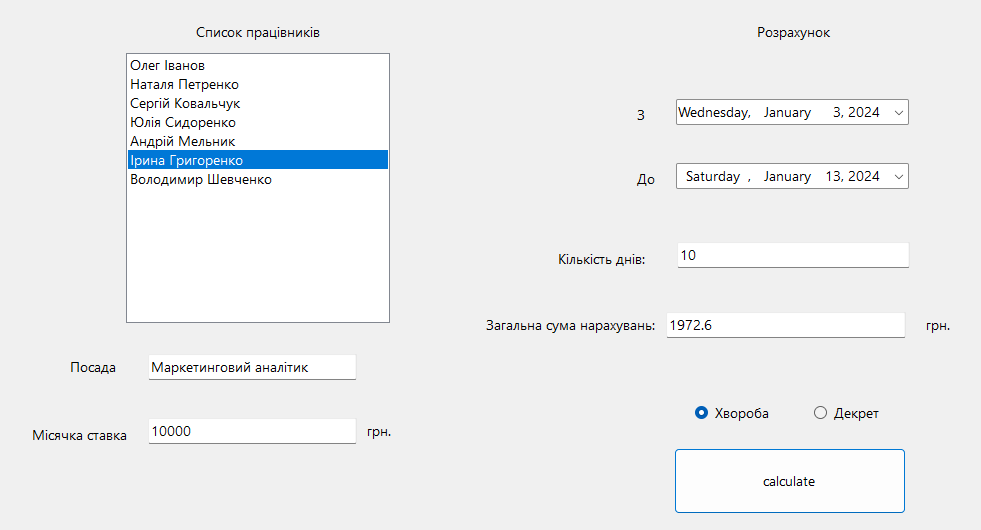 Список працівників
Олег Іванов
Наталя Петренко
Сергій Ковальчук
Юлія Сидоренко
Андрій Мельник
Ірина Григоренко
Володимир Шевченко
Посада Маркетинговий аналітик
Місячка ставка 10000 грн.
Розрахунок
З Wednesday, January 3, 2024
До Saturday , January 13, 2024
Кількість днів: 10
Загальна сума нарахувань: 1972.6 грн.
Хвороба Декрет
calculate